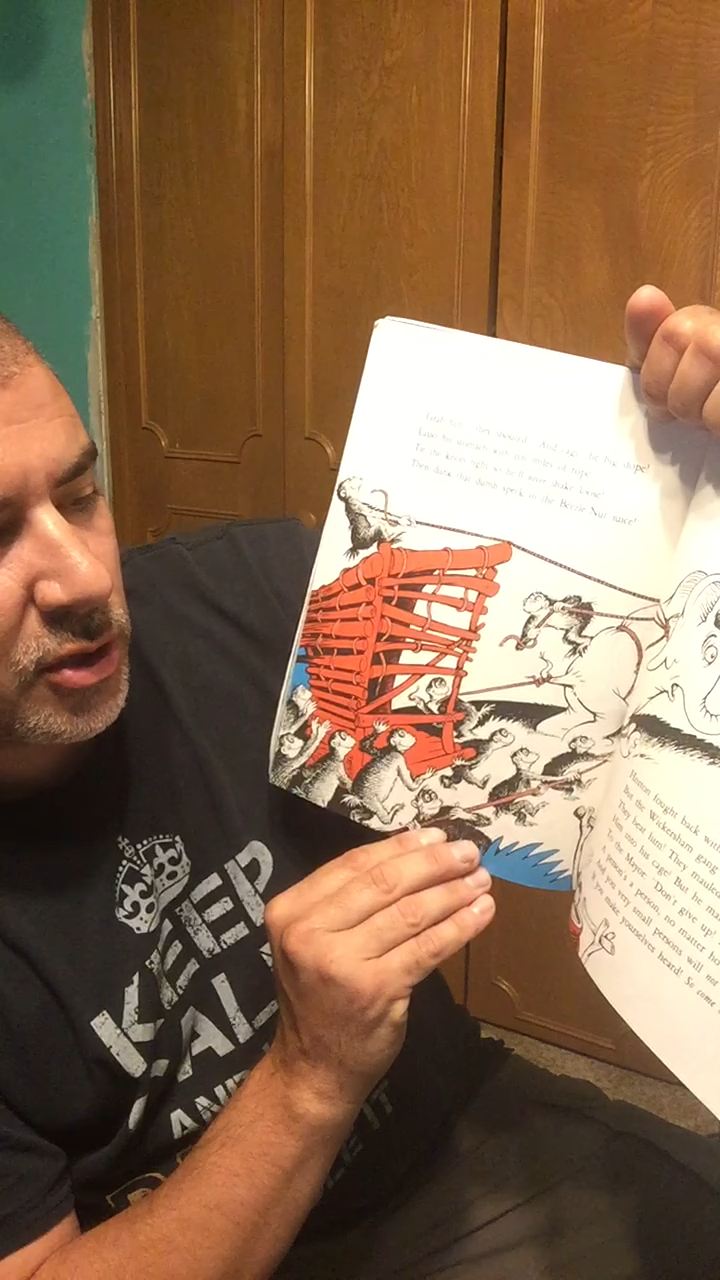 "Grab him!" they shouted. "And cage the big dope!
Lasso his stomach with ten miles of rope!
Tie the knots tight so he'll never shake loose!
Then dunk that dumb speck in the Beezle-Nut juice!"
Horton fought back with
But the Wickersham gang
They beat him! They mauled
Him into his cage! But he ma
To the Mayor: "Don't give up!
A person's a person, no matter ho
And you very small persons will not
If you make yourselves heard! So come
KEEP
CALM
AND